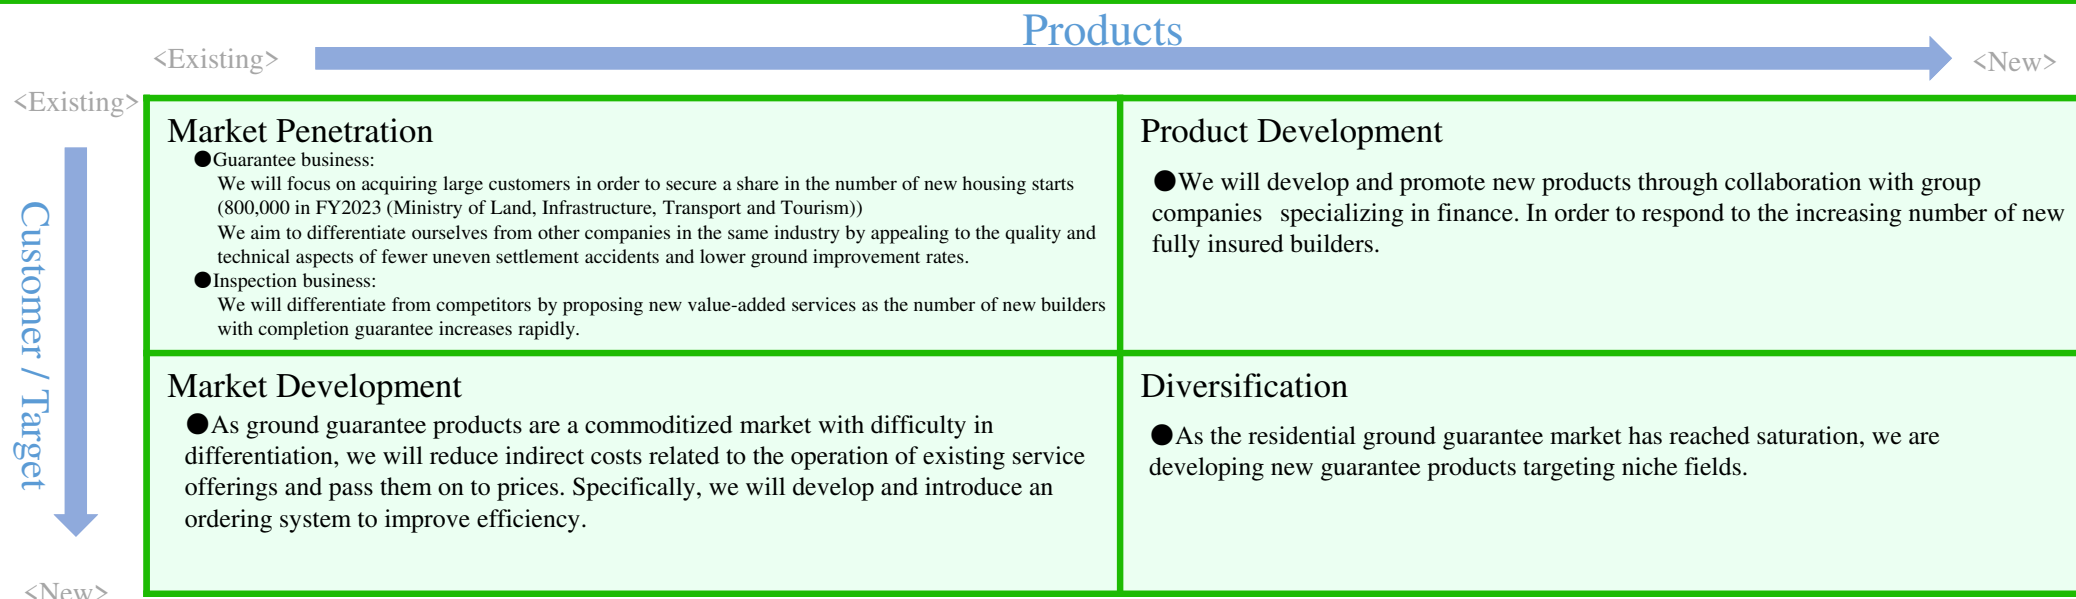 Products
<Existing>
<New>
<Existing>
Customer / Target
<New>
Market Penetration
●Guarantee business:
We will focus on acquiring large customers in order to secure a share in the number of new housing starts
(800,000 in FY2023 (Ministry of Land, Infrastructure, Transport and Tourism))
We aim to differentiate ourselves from other companies in the same industry by appealing to the quality and
technical aspects of fewer uneven settlement accidents and lower ground improvement rates.
●Inspection business:
We will differentiate from competitors by proposing new value-added services as the number of new builders
with completion guarantee increases rapidly.
Product Development
●We will develop and promote new products through collaboration with group
companies specializing in finance. In order to respond to the increasing number of new
fully insured builders.
Market Development
●As ground guarantee products are a commoditized market with difficulty in
differentiation, we will reduce indirect costs related to the operation of existing service
offerings and pass them on to prices. Specifically, we will develop and introduce an
ordering system to improve efficiency.
Diversification
●As the residential ground guarantee market has reached saturation, we are
developing new guarantee products targeting niche fields.